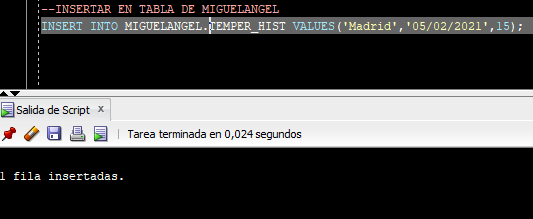 --INSERTAR EN TABLA DE MIGUELANGEL
INSERT INTO MIGUELANGEL.TEMPER_HIST VALUES('Madrid','05/02/2021',15);
Salida de Script x
Tarea terminada en 0,024 segundos
1 fila insertadas.